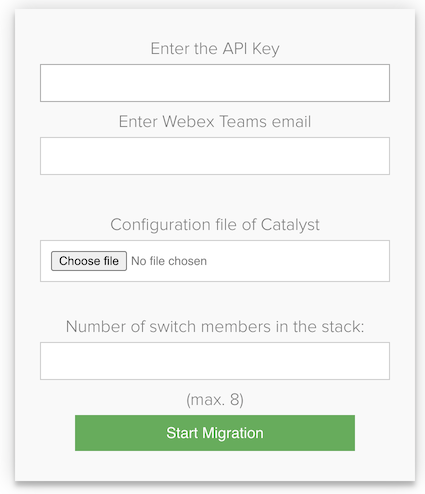 Enter the API Key
Enter Webex Teams email
Configuration file of Catalyst
Choose file No file chosen
Number of switch members in the stack:
(max. 8)
Start Migration